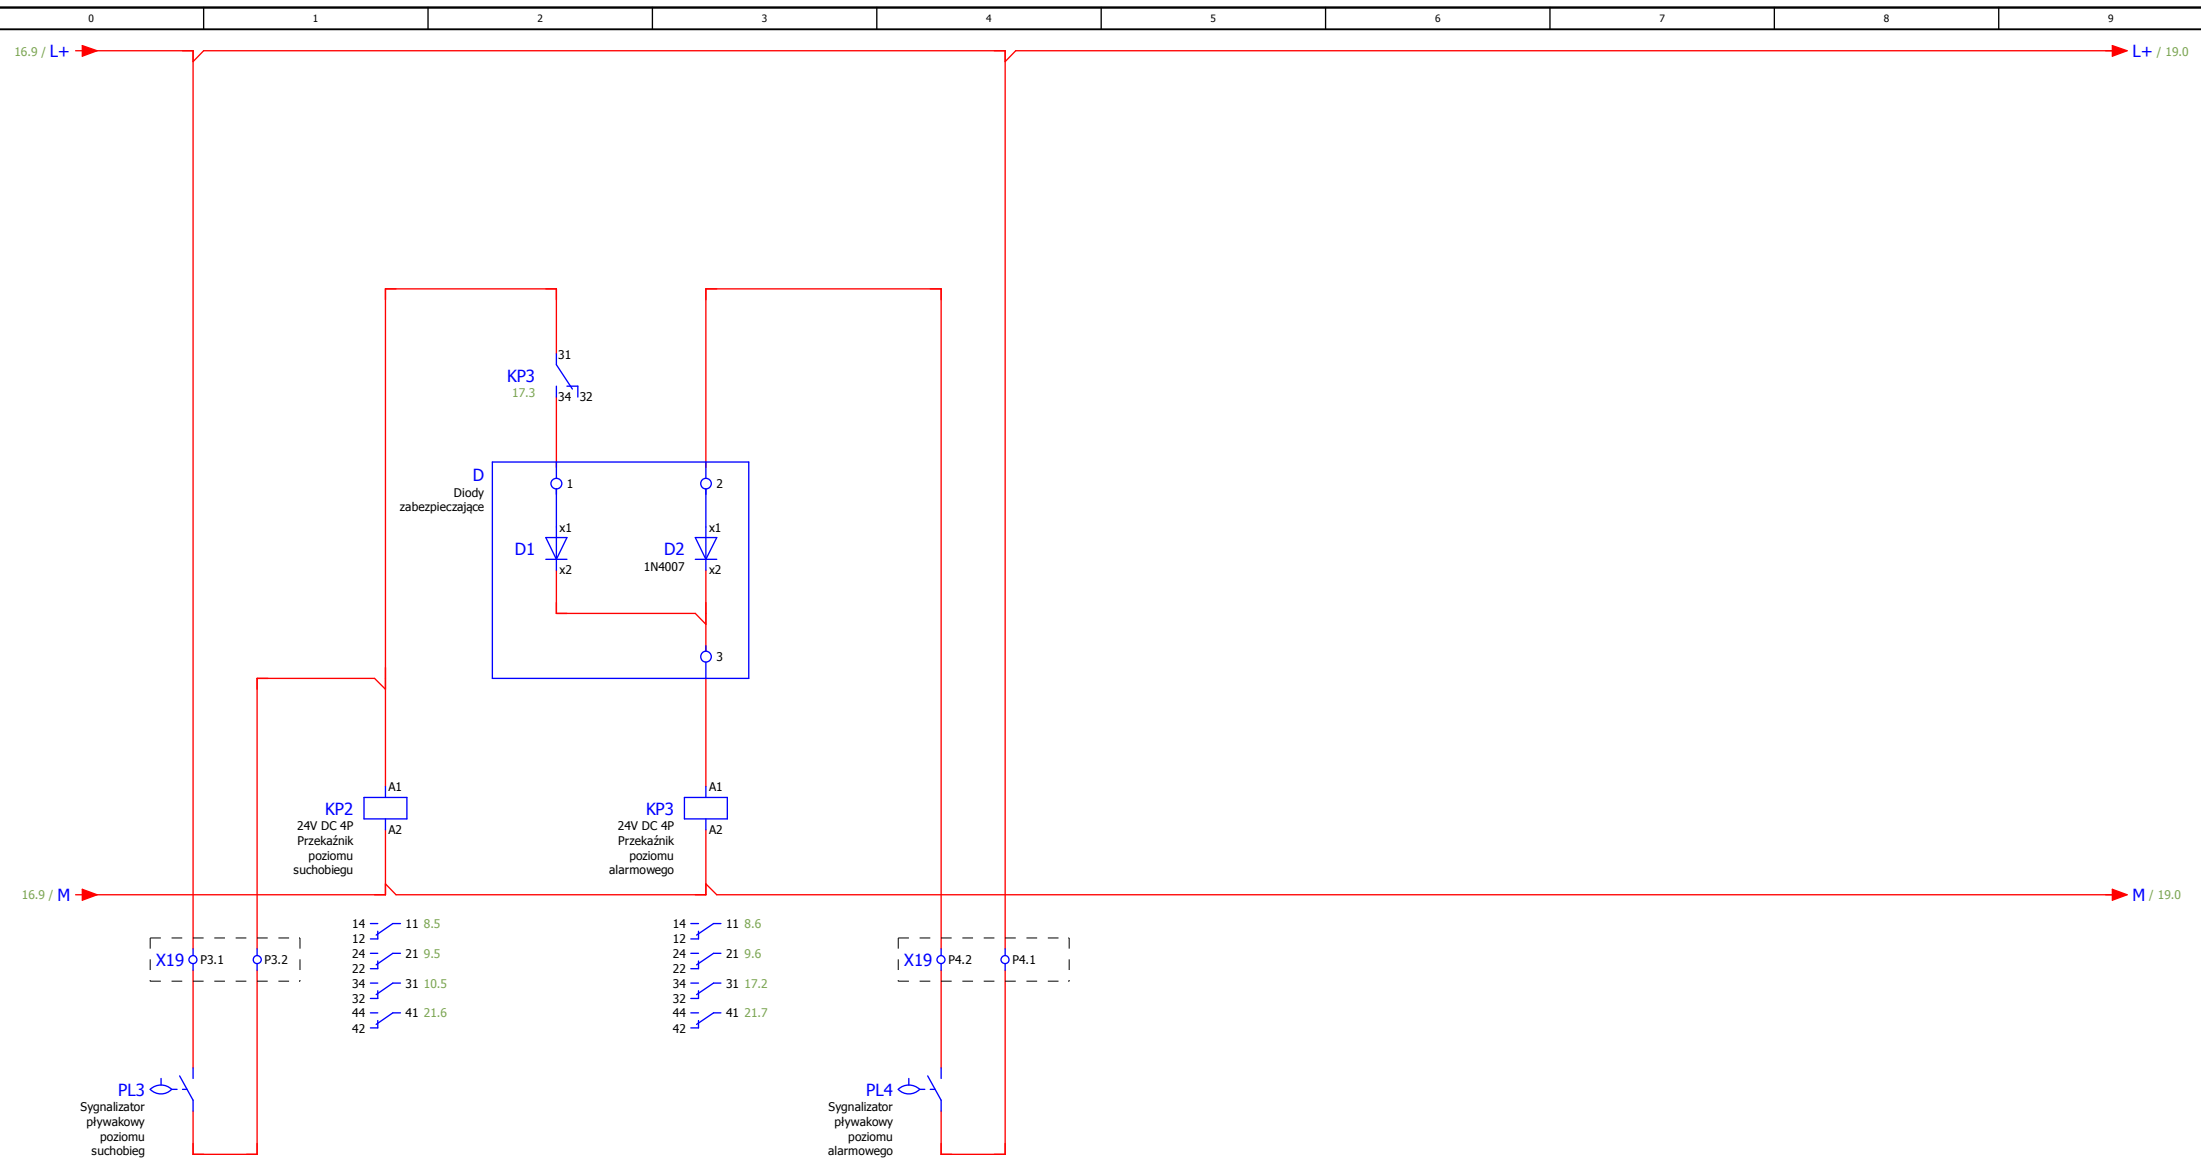 0 1 2 3 4 5 6 7 8 9
16.9 / L+
L+ / 19.0
31
KP3
17.3
34 32
D
Diody
zabezpieczające
1
2
x1
x1
D1
D2
1N4007
x2
x2
3
A1
A1
KP2
24V DC 4P
Przekaźnik
poziomu
suchobiegu
A2
KP3
24V DC 4P
Przekaźnik
poziomu
alarmowego
A2
16.9 / M
M / 19.0
14 11 8.5
12
24 21 9.5
22
34 31 10.5
32
44 41 21.6
42
14 11 8.6
12
24 21 9.6
22
34 31 17.2
32
44 41 21.7
42
X19 P3.1 P3.2
X19 P4.2 P4.1
PL3
Sygnalizator
pływakowy
poziomu
suchobieg
PL4
Sygnalizator
pływakowy
poziomu
alarmowego